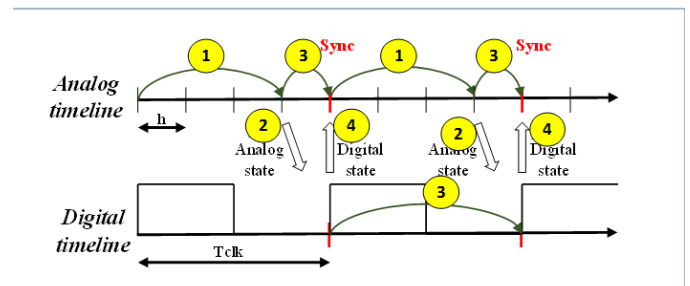 1
3
Sync
1
3
Sync
Analog
timeline
h
2
4
2
4
Analog
state
Digital
state
Analog
state
Digital
state
3
Digital
timeline
Tclk